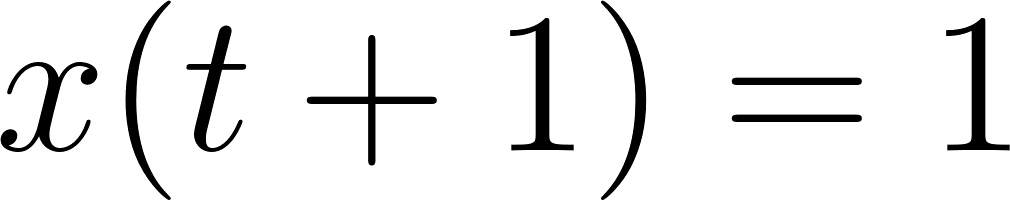 x(t + 1) = 1